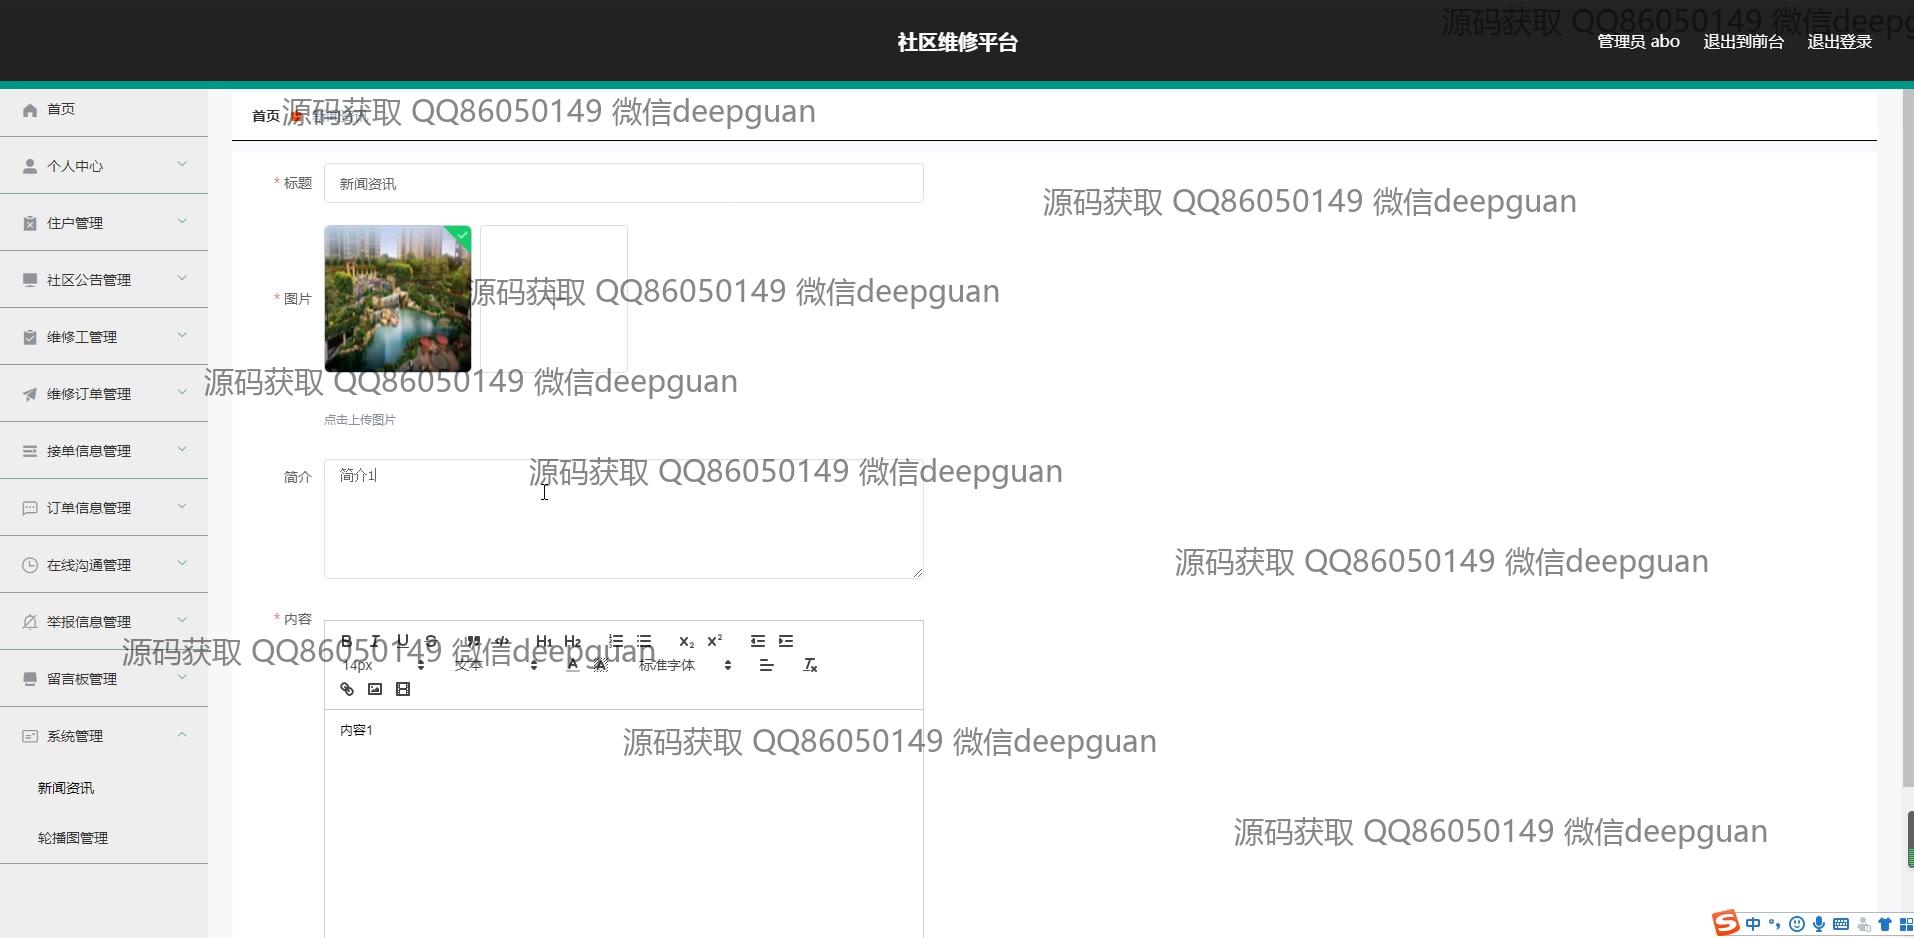 社区维修平台
管理员 abo 退出到前台 退出登录
源码获取 QQ86050149 微信deepg
首页
个人中心
住户管理
社区公告管理
维修工管理
维修订单管理
接单信息管理
订单信息管理
在线沟通管理
举报信息管理
留言板管理
系统管理
新闻资讯
轮播图管理
首页 新闻资讯
源码获取 QQ86050149 微信deepguan
* 标题 新闻资讯
源码获取 QQ86050149 微信deepguan
* 图片
源码获取 QQ86050149 微信deepguan
源码获取 QQ86050149 微信deepguan
点击上传图片
简介 简介1
源码获取 QQ86050149 微信deepguan
源码获取 QQ86050149 微信deepguan
* 内容
B I U S H1 H2 X2 X2
源码获取 QQ86050149 微信deepguan
14px 文本 A A 标准字体 Tx
内容1
源码获取 QQ86050149 微信deepguan
源码获取 QQ86050149 微信deepguan
S 中